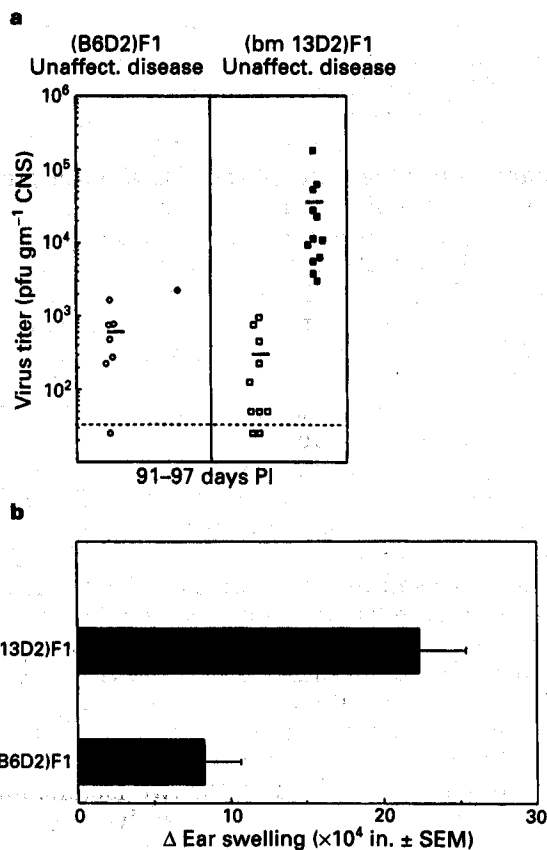 a
(B6D2)F1 (bm 13D2)F1
Unaffect. disease Unaffect. disease
Virus titer (pfu gm⁻¹ CNS)
10⁶
10⁵
10⁴
10³
10²
91–97 days PI
b
13D2)F1
B6D2)F1
0 10 20 30
Δ Ear swelling (×10⁴ in. ± SEM)